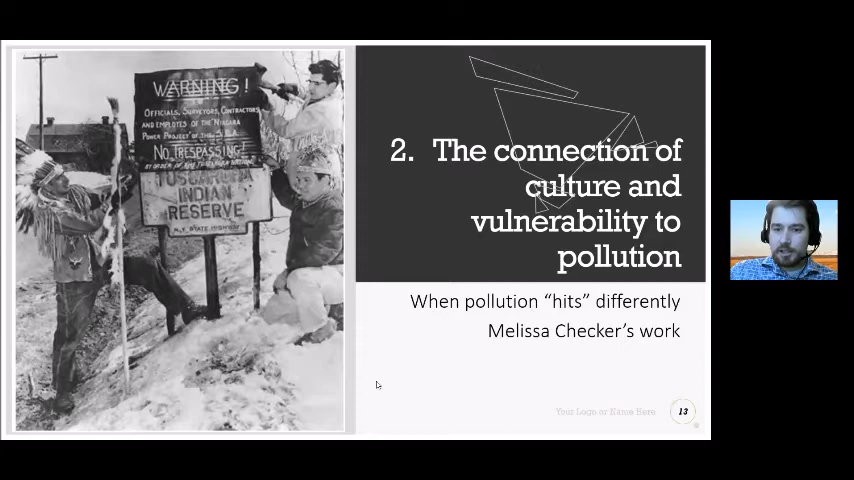 WARNING!
OFFICIALS, SURVEYORS, CONTRACTORS
AND EMPLOYES OF THE NIAGARA
POWER PROJECT OF THE S.P.A.
NO TRESPASSING!
BY ORDER OF THE TUSCARORA NATION
TUSCARORA
INDIAN
RESERVE
N.Y. STATE HIGHWAY
2. The connection of
culture and
vulnerability to
pollution
When pollution “hits” differently
Melissa Checker’s work
Your Logo or Name Here
13